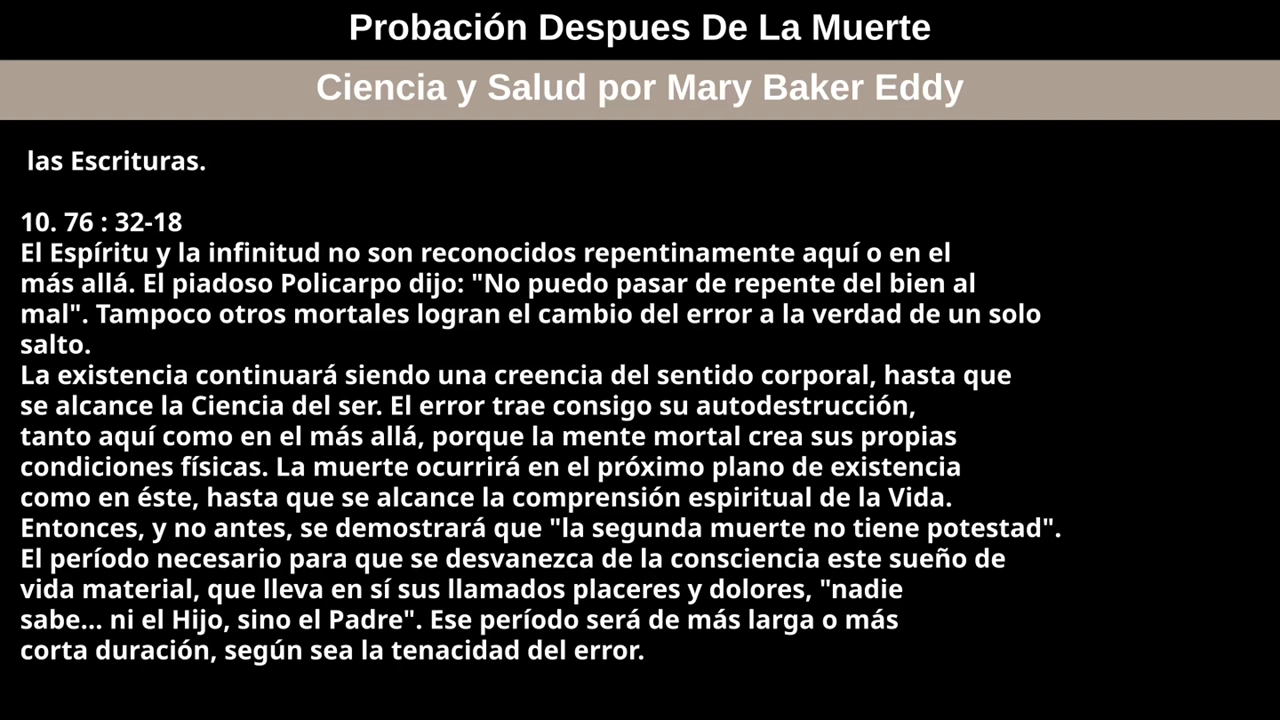 Probación Despues De La Muerte
Ciencia y Salud por Mary Baker Eddy
las Escrituras.
10. 76 : 32-18
El Espíritu y la infinitud no son reconocidos repentinamente aquí o en el
más allá. El piadoso Policarpo dijo: "No puedo pasar de repente del bien al
mal". Tampoco otros mortales logran el cambio del error a la verdad de un solo
salto.
La existencia continuará siendo una creencia del sentido corporal, hasta que
se alcance la Ciencia del ser. El error trae consigo su autodestrucción,
tanto aquí como en el más allá, porque la mente mortal crea sus propias
condiciones físicas. La muerte ocurrirá en el próximo plano de existencia
como en éste, hasta que se alcance la comprensión espiritual de la Vida.
Entonces, y no antes, se demostrará que "la segunda muerte no tiene potestad".
El período necesario para que se desvanezca de la consciencia este sueño de
vida material, que lleva en sí sus llamados placeres y dolores, "nadie
sabe... ni el Hijo, sino el Padre". Ese período será de más larga o más
corta duración, según sea la tenacidad del error.